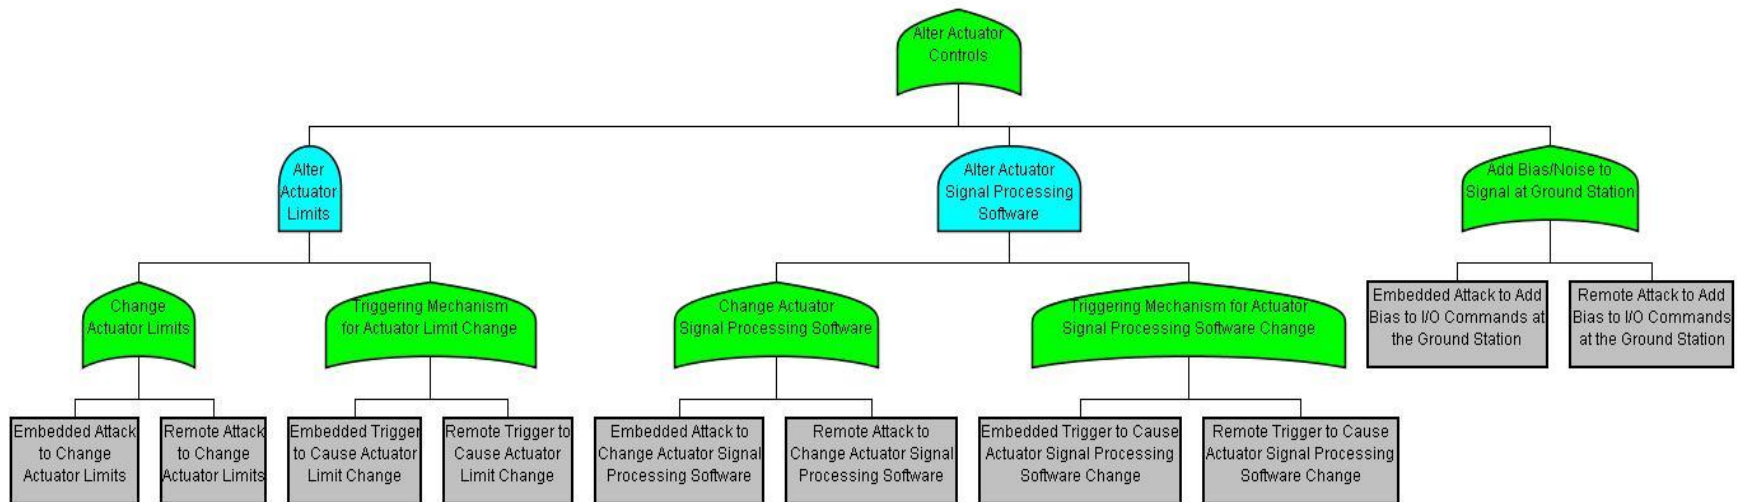 Alter Actuator
Controls
Alter
Actuator
Limits
Alter Actuator
Signal Processing
Software
Add Bias/Noise to
Signal at Ground Station
Change
Actuator Limits
Triggering Mechanism
for Actuator Limit Change
Change Actuator
Signal Processing Software
Triggering Mechanism for Actuator
Signal Processing Software Change
Embedded Attack to Add
Bias to I/O Commands at
the Ground Station
Remote Attack to Add
Bias to I/O Commands
at the Ground Station
Embedded Attack
to Change
Actuator Limits
Remote Attack
to Change
Actuator Limits
Embedded Trigger
to Cause Actuator
Limit Change
Remote Trigger to
Cause Actuator
Limit Change
Embedded Attack to
Change Actuator Signal
Processing Software
Remote Attack to
Change Actuator Signal
Processing Software
Embedded Trigger to Cause
Actuator Signal Processing
Software Change
Remote Trigger to Cause
Actuator Signal Processing
Software Change